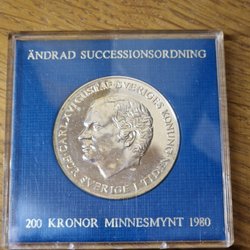 ÄNDRAD SUCCESSIONSORDNING
CARL XVI GUSTAF SVERIGES KONUNG
FÖR SVERIGE I TIDEN
200 KRONOR MINNESMYNT 1980